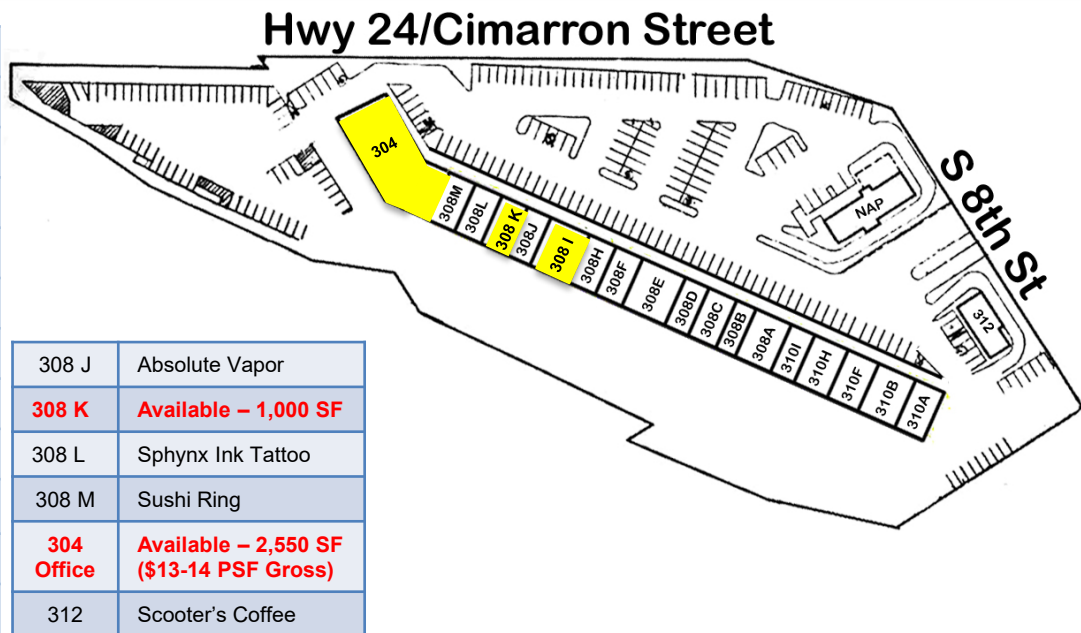 Hwy 24/Cimarron Street
S 8th St
304
308M
308L
308 K
308J
308 I
308H
308F
308E
308D
308C
308B
308A
310I
310H
310F
310B
310A
NAP
312
308 J Absolute Vapor
308 K Available – 1,000 SF
308 L Sphynx Ink Tattoo
308 M Sushi Ring
304 Available – 2,550 SF
Office ($13-14 PSF Gross)
312 Scooter's Coffee